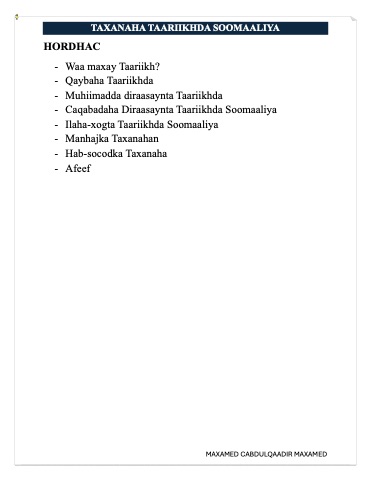 TAXANAHA TAARIIKHDA SOOMAALIYA
HORDHAC
- Waa maxay Taariikh?
- Qaybaha Taariikhda
- Muhiimadda diraasaynta Taariikhda
- Caqabadaha Diraasaynta Taariikhda Soomaaliya
- Ilaha-xogta Taariikhda Soomaaliya
- Manhajka Taxanahan
- Hab-socodka Taxanaha
- Afeef
MAXAMED CABDULQAADIR MAXAMED